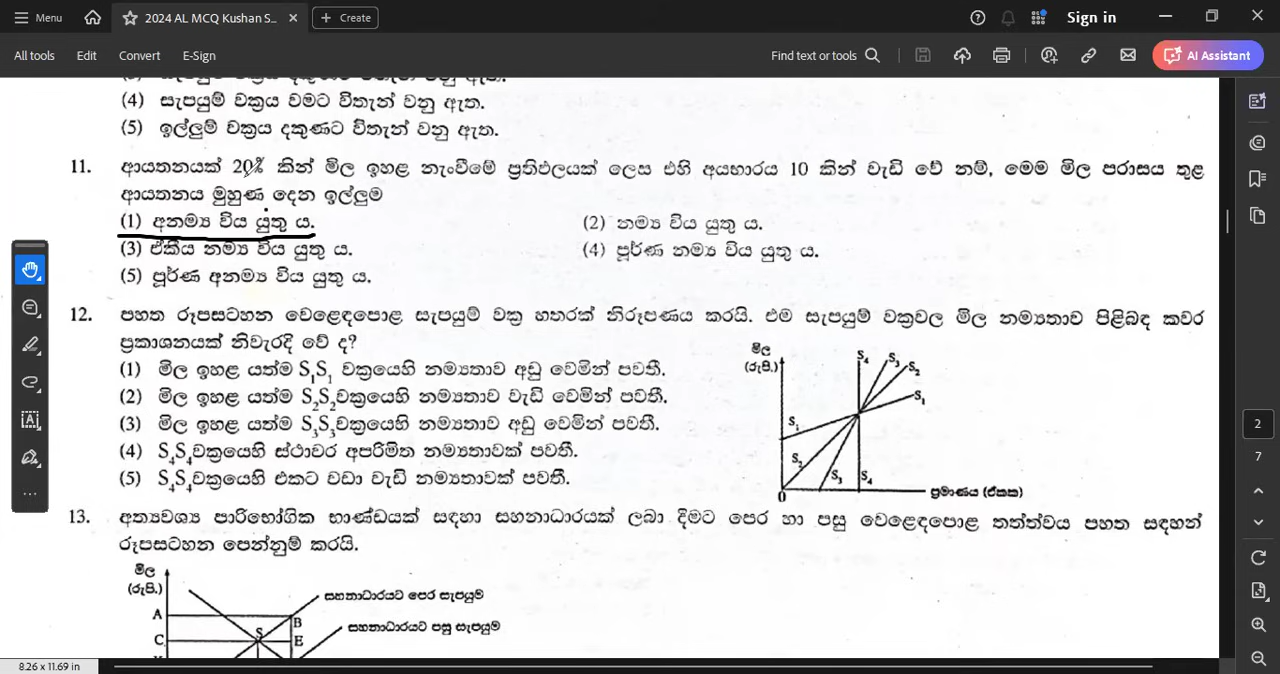 Menu
2024 AL MCQ Kushan S...
Create
Sign in
All tools Edit Convert E-Sign
Find text or tools
AI Assistant
(4) සැපයුම් වක්‍රය වමට විතැන් වනු ඇත.
(5) ඉල්ලුම් වක්‍රය දකුණට විතැන් වනු ඇත.
11. ආයතනයක් 20% කින් මිල ඉහළ නැංවීමේ ප්‍රතිඵලයක් ලෙස එහි අයභාරය 10 කින් වැඩි වේ නම්, මෙම මිල පරාසය තුළ
ආයතනය මුහුණ දෙන ඉල්ලුම
(1) අනම්‍ය විය යුතු ය. (2) නම්‍ය විය යුතු ය.
(3) ඒකීය නම්‍ය විය යුතු ය. (4) පූර්ණ නම්‍ය විය යුතු ය.
(5) පූර්ණ අනම්‍ය විය යුතු ය.
12. පහත රූපසටහන වෙළෙඳපොළ සැපයුම් වක්‍ර හතරක් නිරූපණය කරයි. එම සැපයුම් වක්‍රවල මිල නම්‍යතාව පිළිබඳ කවර
ප්‍රකාශනයක් නිවැරදි වේ ද?
(1) මිල ඉහළ යත්ම S₁S₁ වක්‍රයෙහි නම්‍යතාව අඩු වෙමින් පවතී.
(2) මිල ඉහළ යත්ම S₂S₂වක්‍රයෙහි නම්‍යතාව වැඩි වෙමින් පවතී.
(3) මිල ඉහළ යත්ම S₃S₃වක්‍රයෙහි නම්‍යතාව අඩු වෙමින් පවතී.
(4) S₄S₄වක්‍රයෙහි ස්ථාවර අපරිමිත නම්‍යතාවක් පවතී.
(5) S₄S₄වක්‍රයෙහි එකට වඩා වැඩි නම්‍යතාවක් පවතී.
මිල
(රුපි.)
S₄ S₃ S₂
S₁
S₁
S₂
S₃ S₄
0
ප්‍රමාණය (ඒකක)
13. අත්‍යවශ්‍ය පාරිභෝගික භාණ්ඩයක් සඳහා සහනාධාරයක් ලබා දීමට පෙර හා පසු වෙළෙඳපොළ තත්ත්වය පහත සඳහන්
රූපසටහන පෙන්නුම් කරයි.
මිල
(රුපි.)
සහනාධාරයට පෙර සැපයුම
A
B
සහනාධාරයට පසු සැපයුම
C
S
E
2
7
8.26 x 11.69 in